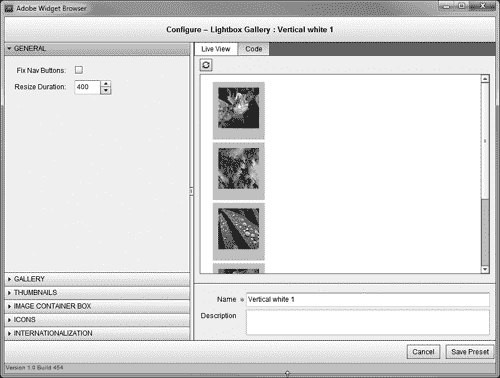 Adobe Widget Browser
Configure – Lightbox Gallery : Vertical white 1
GENERAL
Fix Nav Buttons:
Resize Duration: 400
GALLERY
THUMBNAILS
IMAGE CONTAINER BOX
ICONS
INTERNATIONALIZATION
Live View Code
Name Vertical white 1
Description
Cancel Save Preset
Version 1.0 Build 484